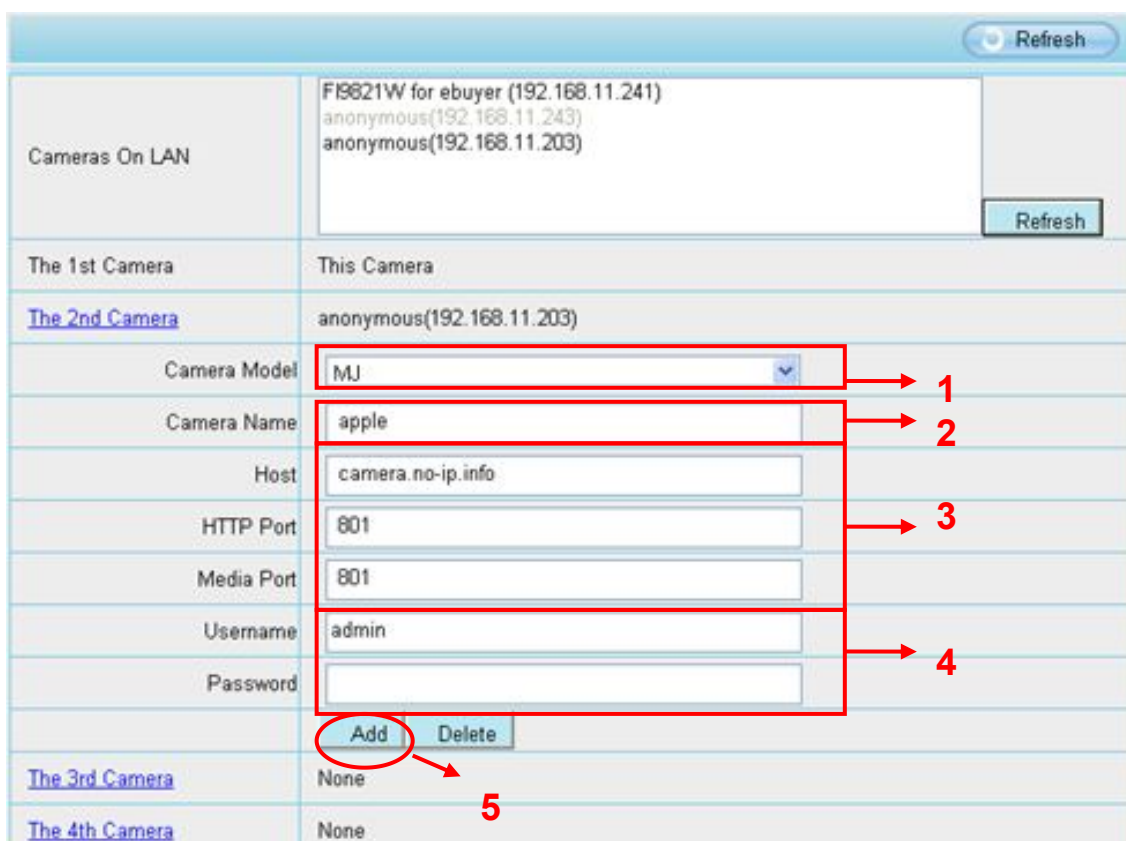 Refresh
Cameras On LAN
FI9821W for ebuyer (192.168.11.241)
anonymous(192.168.11.243)
anonymous(192.168.11.203)
Refresh
The 1st Camera This Camera
The 2nd Camera anonymous(192.168.11.203)
Camera Model MJ 1
Camera Name apple 2
Host camera.no-ip.info
HTTP Port 801 3
Media Port 801
Username admin
Password 4
Add Delete
The 3rd Camera None
5
The 4th Camera None